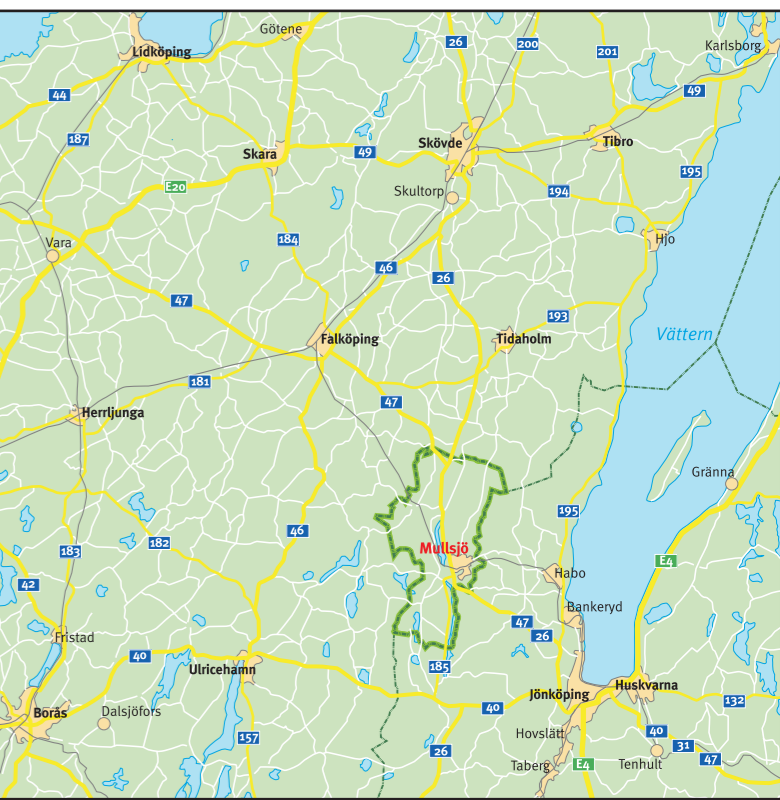 Götene
Lidköping
26
200
201
Karlsborg
44
49
187
Skövde
Tibro
Skara
49
195
E20
Skultorp
194
184
Hjo
Vara
46
26
47
193
Vättern
Falköping
Tidaholm
181
47
Herrljunga
Gränna
195
46
183
182
Mullsjö
E4
Habo
42
Bankeryd
47
26
Fristad
40
185
Ulricehamn
Huskvarna
Jönköping
132
40
Borås
Dalsjöfors
Hovslätt
40
157
31
26
47
Taberg
E4
Tenhult